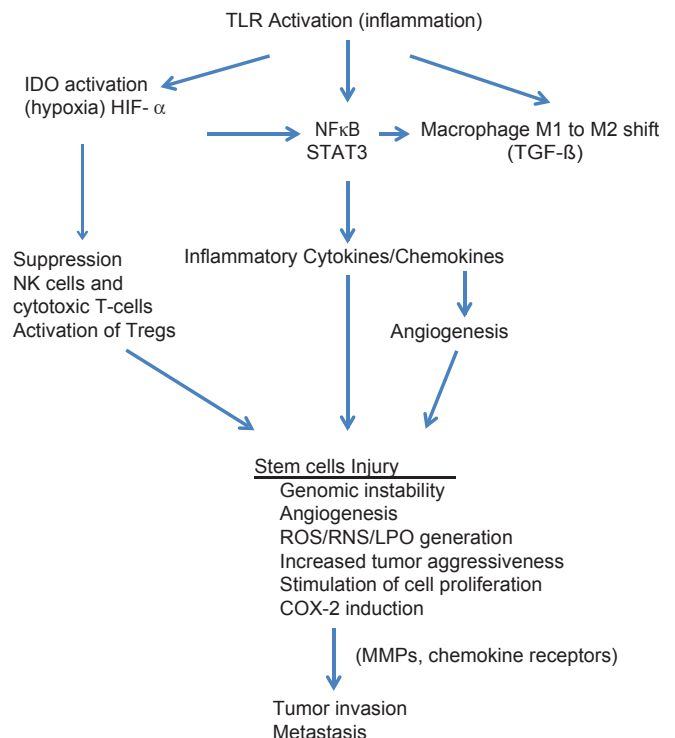 TLR Activation (inflammation)
IDO activation
(hypoxia) HIF- α
NFκB
STAT3
Macrophage M1 to M2 shift
(TGF-ß)
Suppression
NK cells and
cytotoxic T-cells
Activation of Tregs
Inflammatory Cytokines/Chemokines
Angiogenesis
Stem cells Injury
Genomic instability
Angiogenesis
ROS/RNS/LPO generation
Increased tumor aggressiveness
Stimulation of cell proliferation
COX-2 induction
(MMPs, chemokine receptors)
Tumor invasion
Metastasis